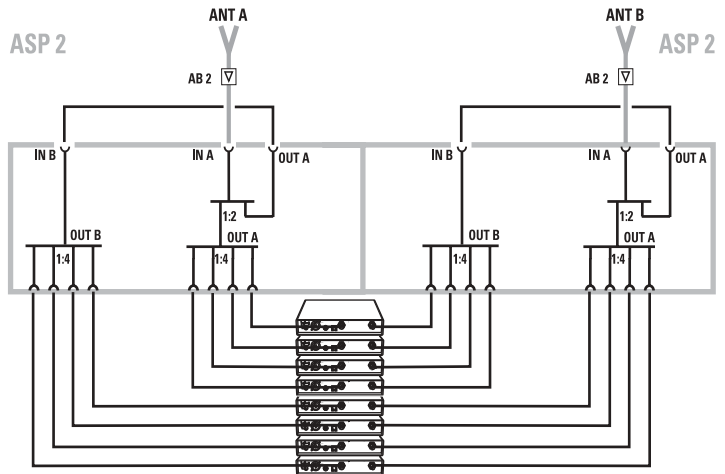 ANT A
ANT B
ASP 2
ASP 2
AB 2
AB 2
IN B
IN A
OUT A
IN B
IN A
OUT A
1:2
1:2
OUT B
OUT A
OUT B
OUT A
1:4
1:4
1:4
1:4